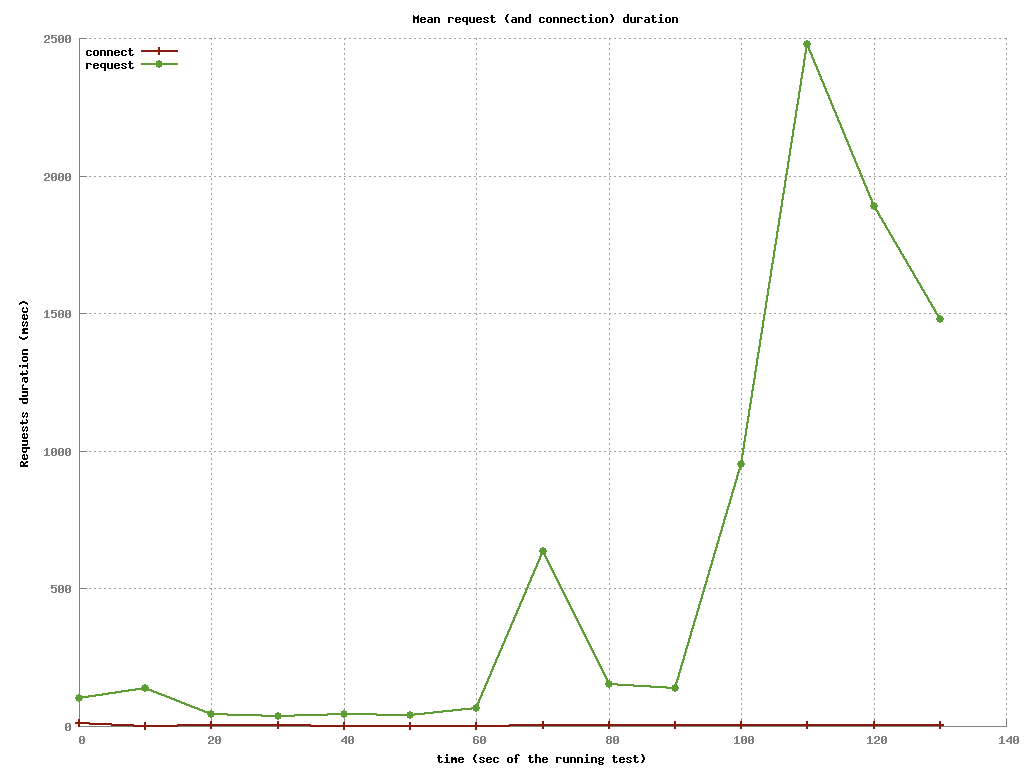 Mean request (and connection) duration
connect
request
2500
2000
1500
1000
500
0
Requests duration (msec)
0 20 40 60 80 100 120 140
time (sec of the running test)